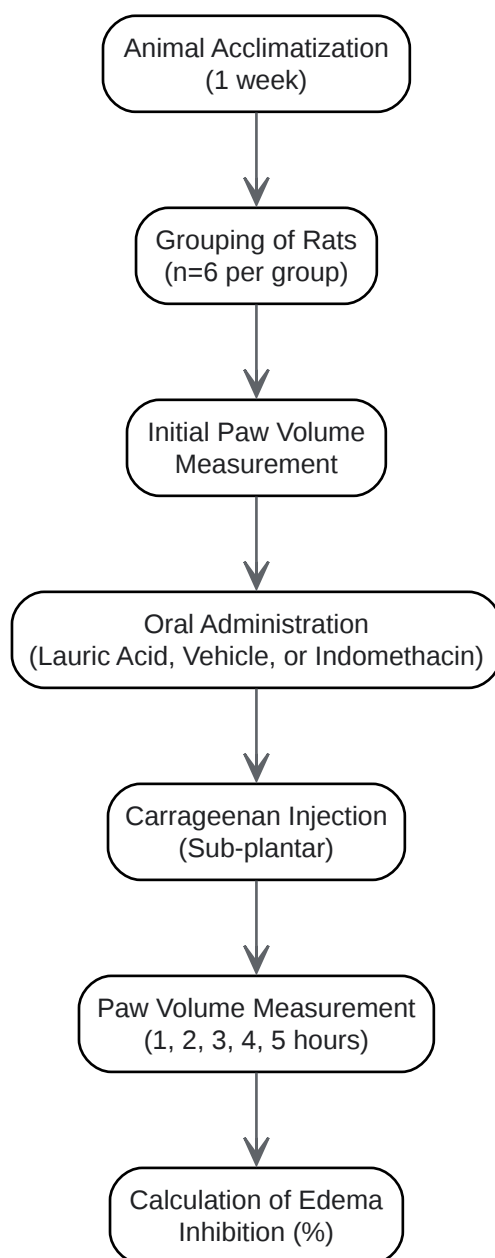 Animal Acclimatization
(1 week)
Grouping of Rats
(n=6 per group)
Initial Paw Volume
Measurement
Oral Administration
(Lauric Acid, Vehicle, or Indomethacin)
Carrageenan Injection
(Sub-plantar)
Paw Volume Measurement
(1, 2, 3, 4, 5 hours)
Calculation of Edema
Inhibition (%)